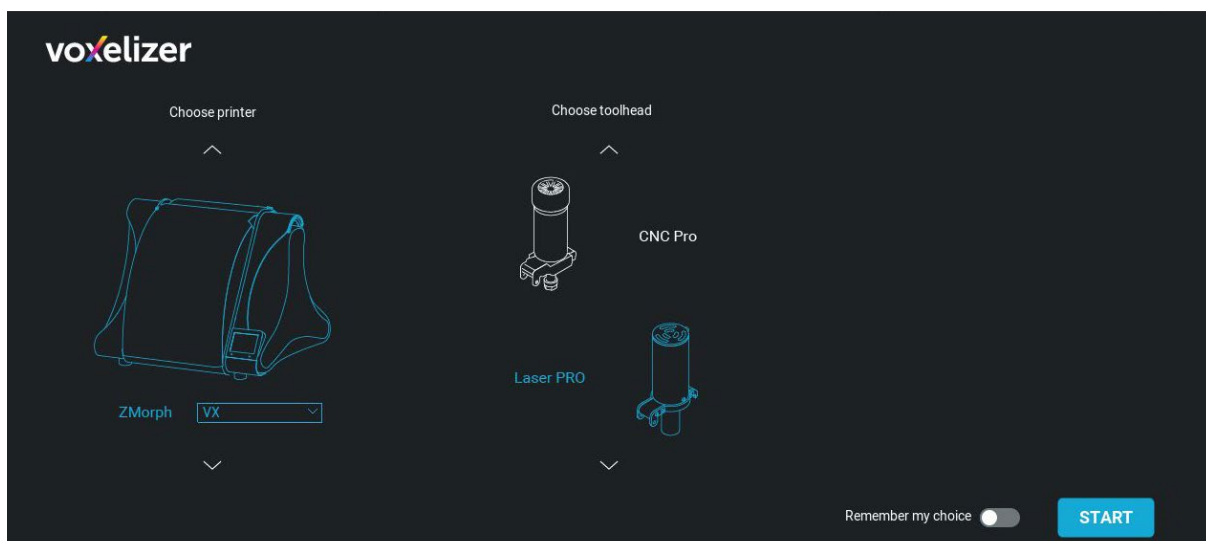 voxelizer
Choose printer
Choose toolhead
CNC Pro
Laser PRO
ZMorph VX
Remember my choice
START